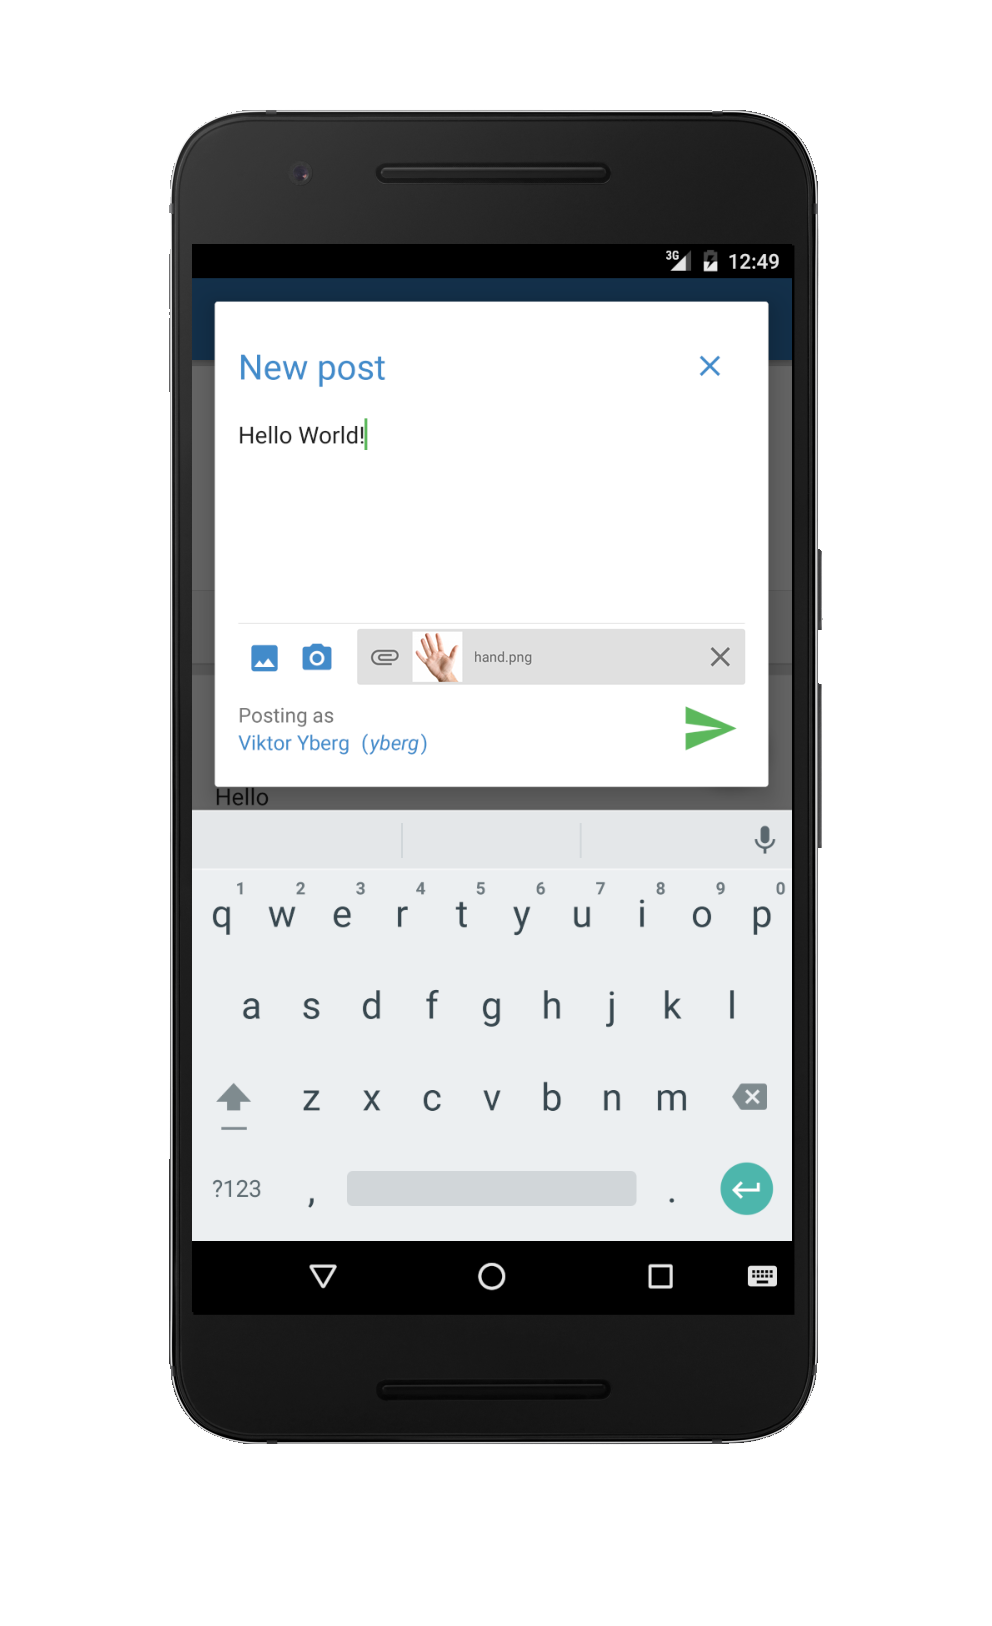 3G 12:49
New post
Hello World!
hand.png
Posting as
Viktor Yberg (yberg)
Hello
1 2 3 4 5 6 7 8 9 0
q w e r t y u i o p
a s d f g h j k l
z x c v b n m
?123 , .